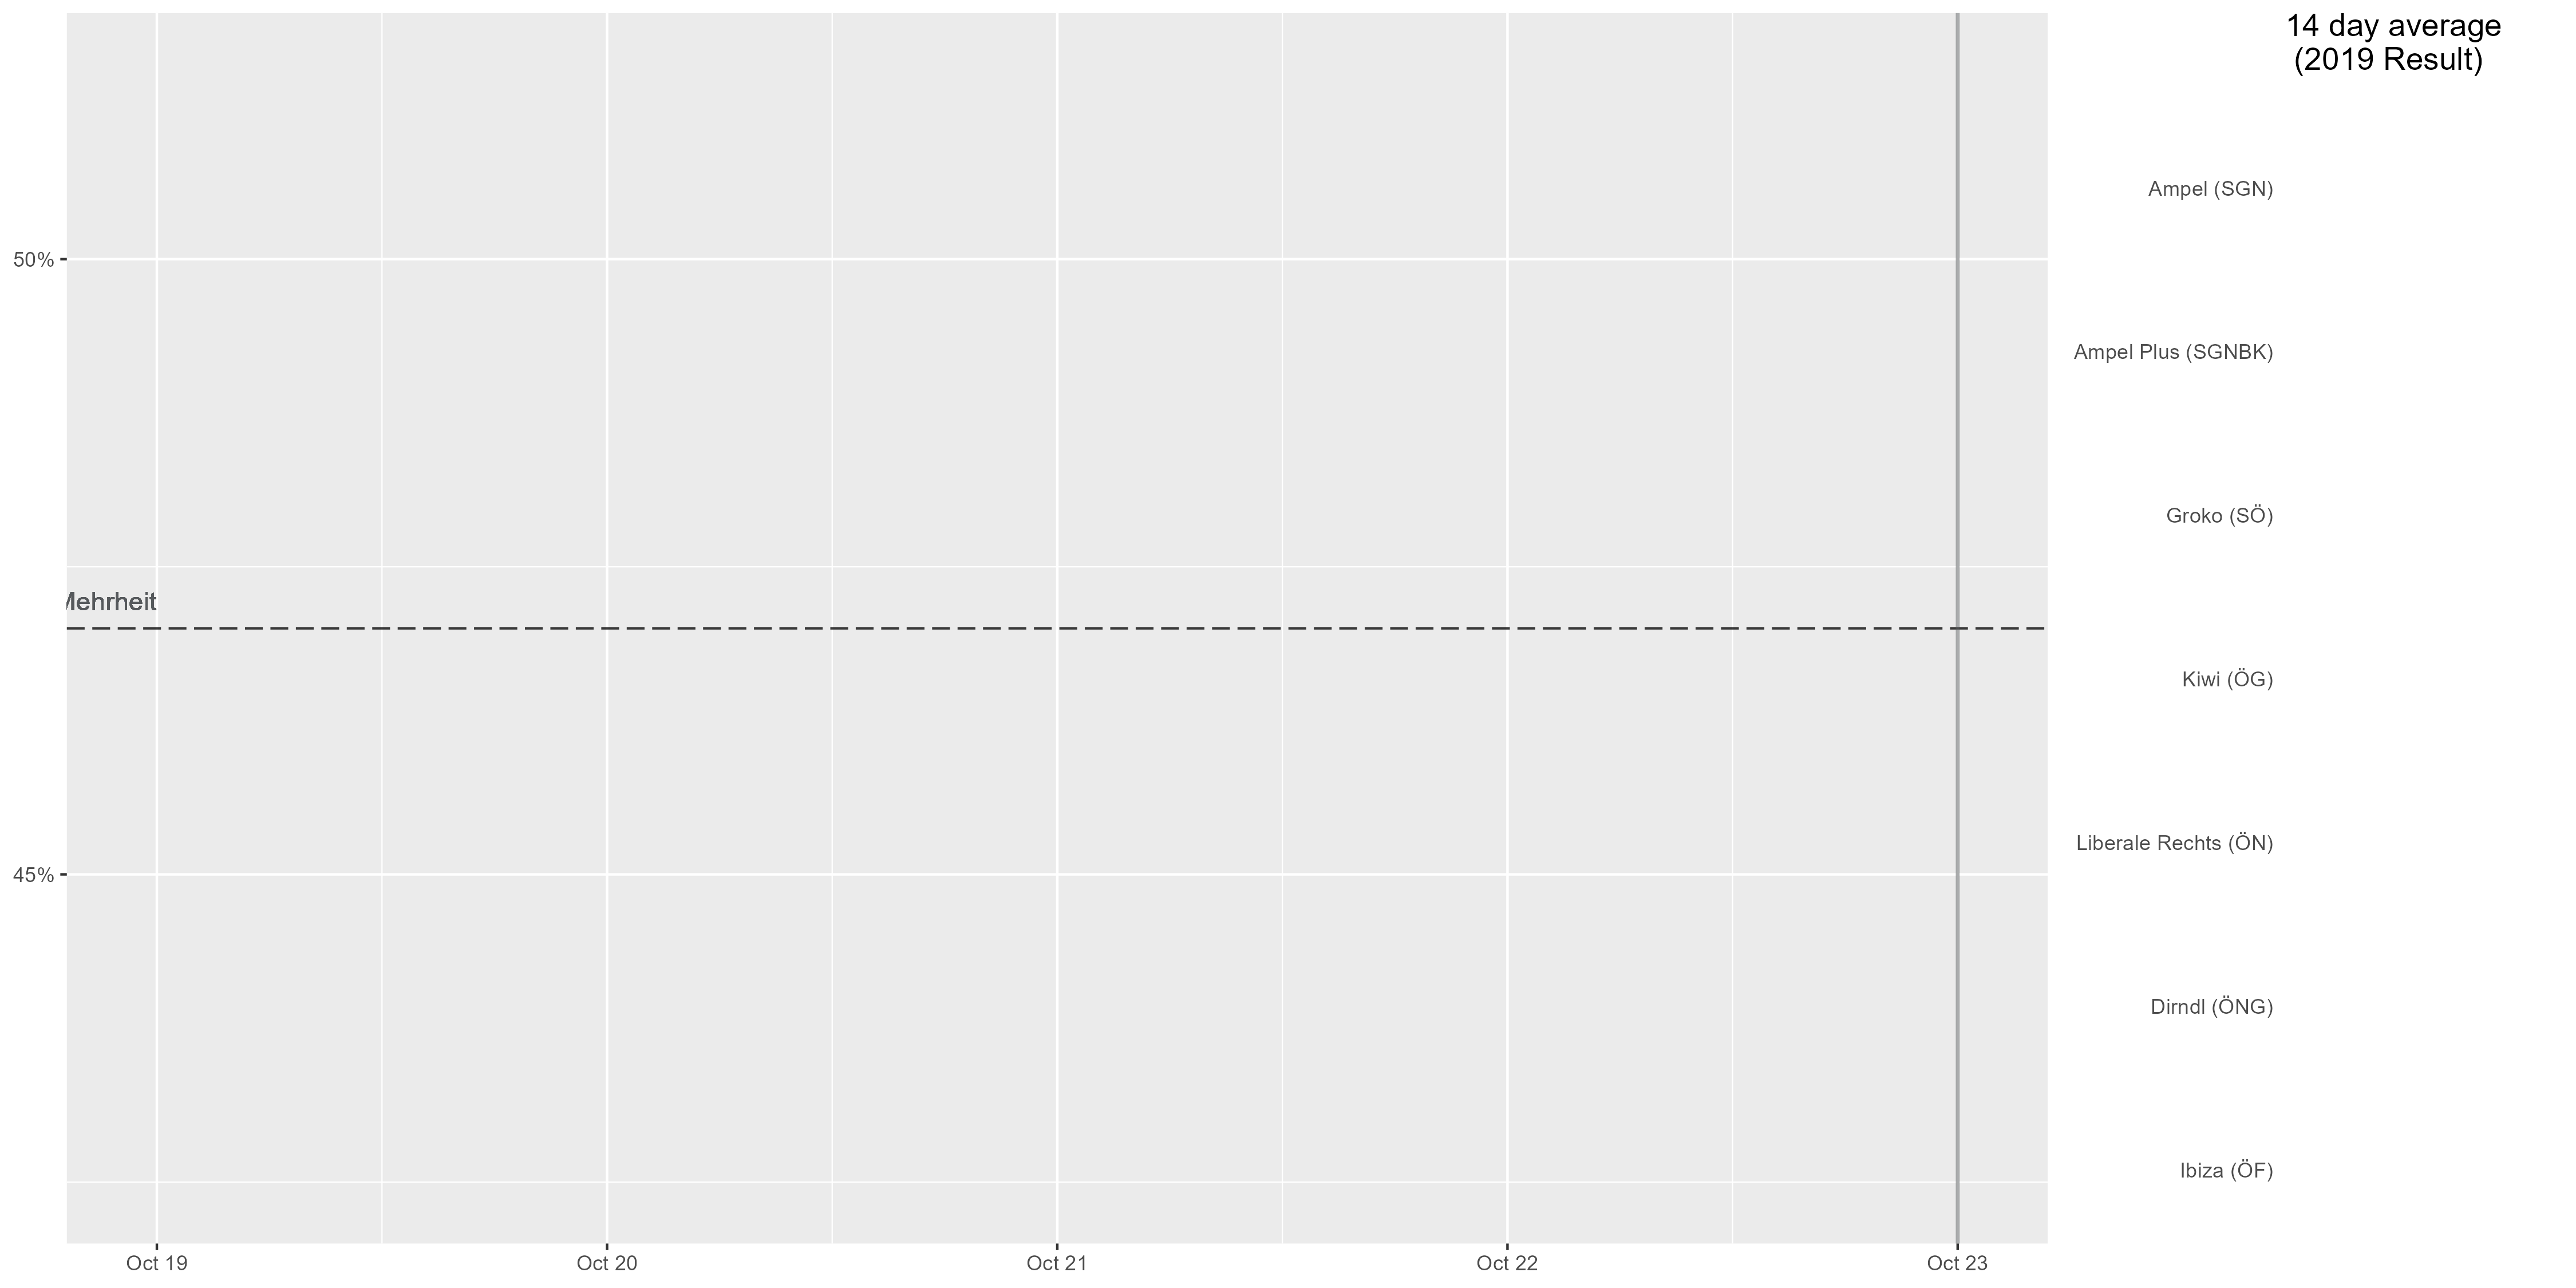 14 day average
(2019 Result)
Ampel (SGN)
50%
Ampel Plus (SGNBK)
Groko (SÖ)
Mehrheit
Kiwi (ÖG)
Liberale Rechts (ÖN)
45%
Dirndl (ÖNG)
Ibiza (ÖF)
Oct 19 Oct 20 Oct 21 Oct 22 Oct 23